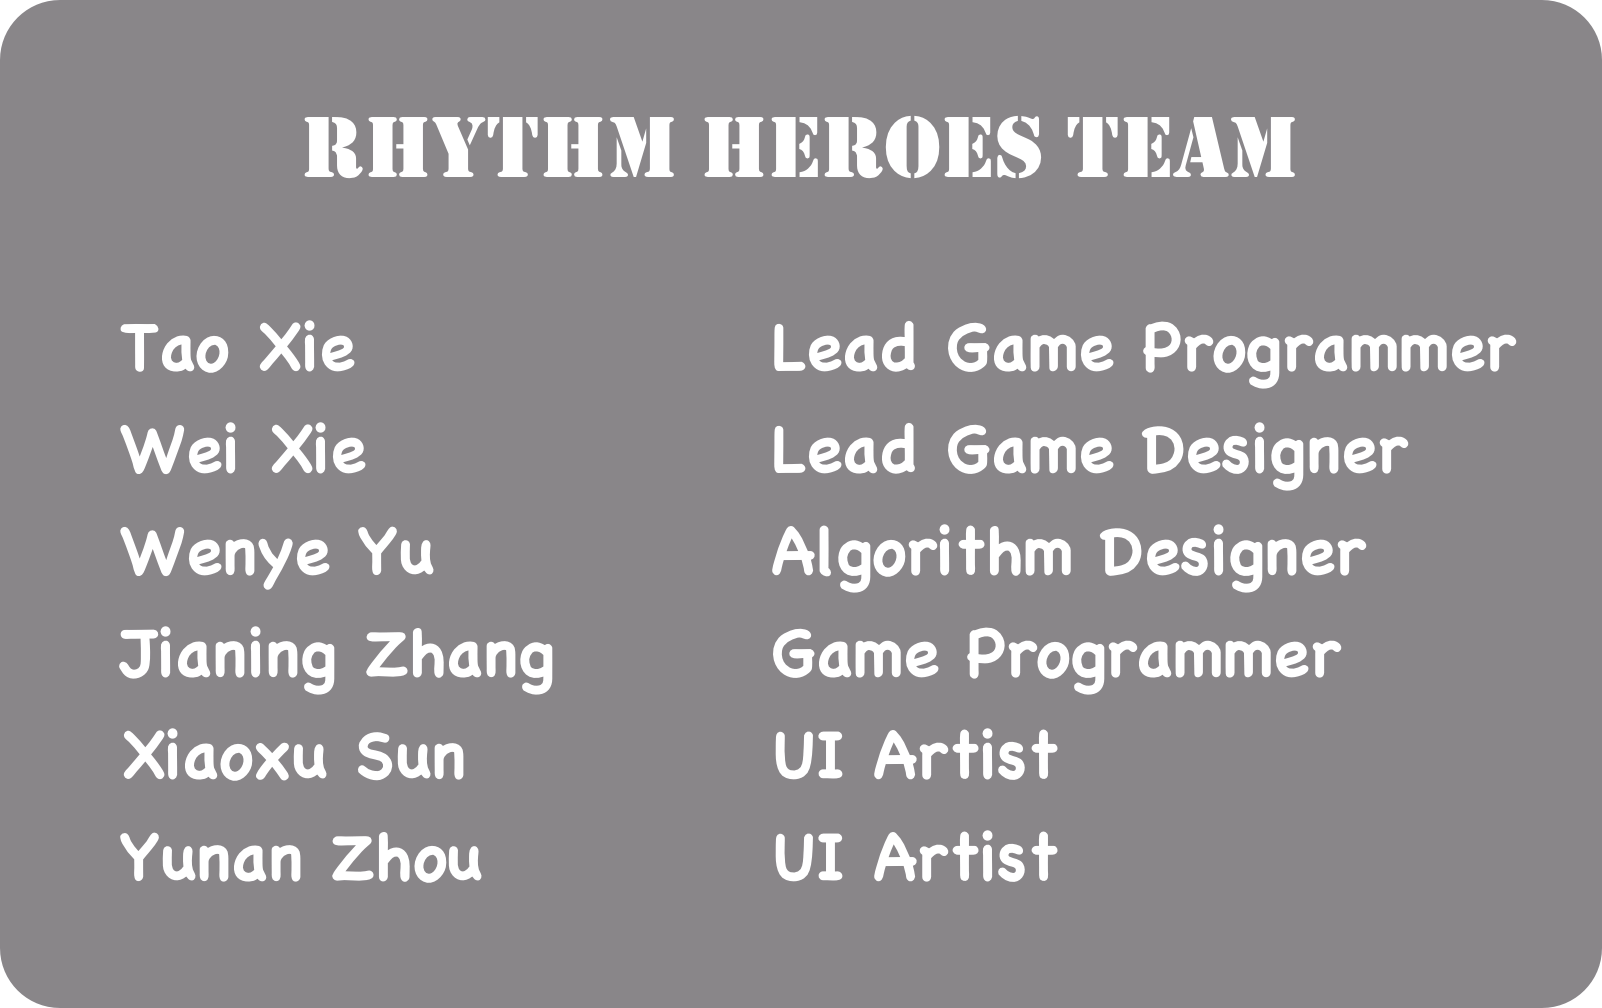 RHYTHM HEROES TEAM
Tao Xie Lead Game Programmer
Wei Xie Lead Game Designer
Wenye Yu Algorithm Designer
Jianing Zhang Game Programmer
Xiaoxu Sun UI Artist
Yunan Zhou UI Artist